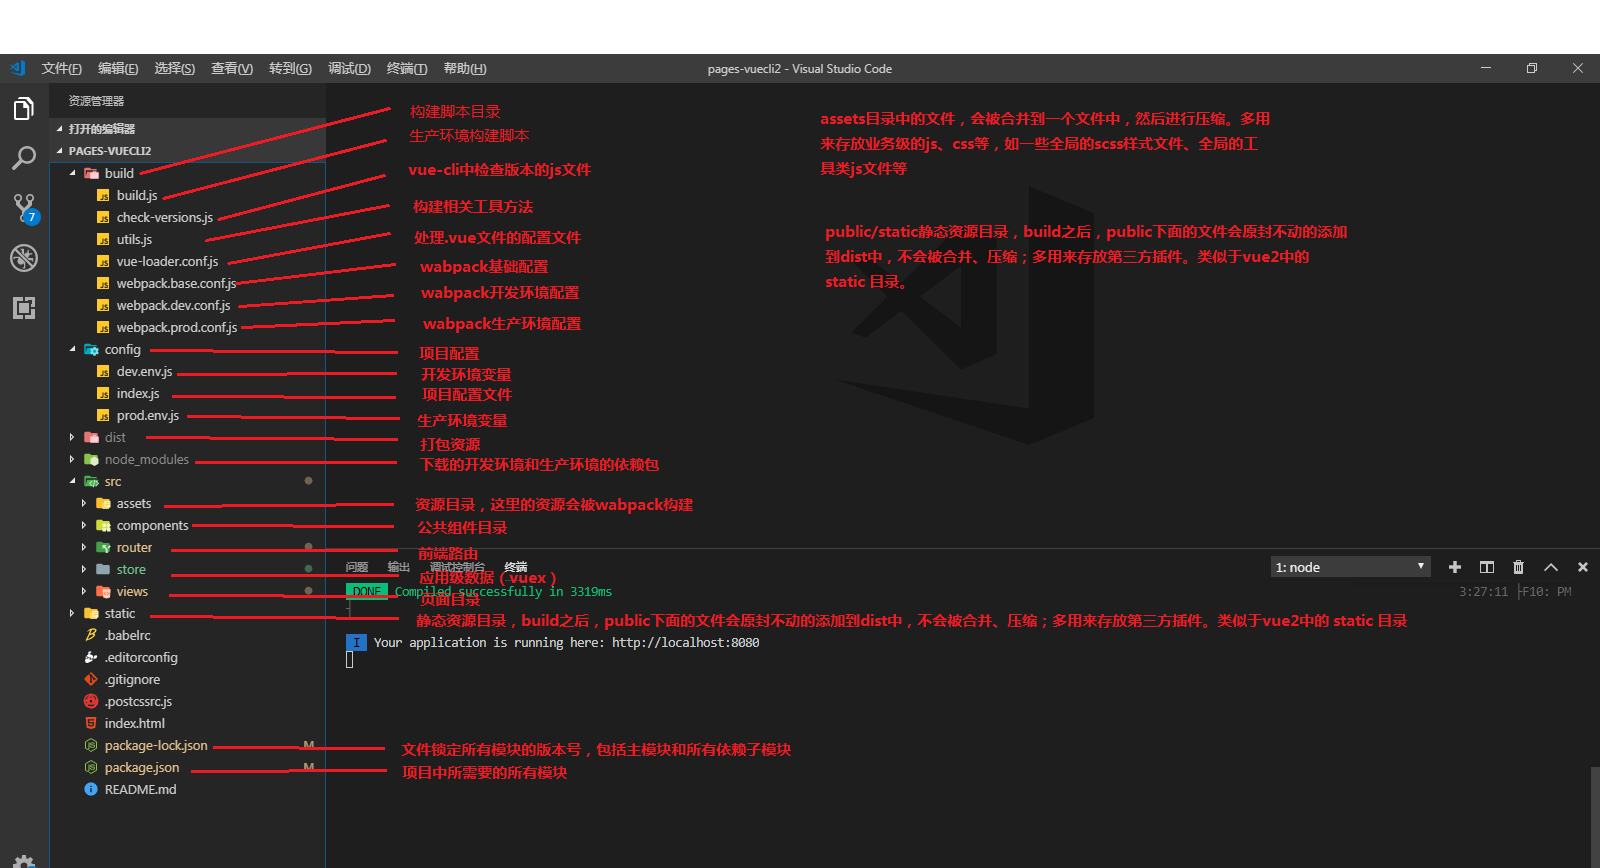 文件(F) 编辑(E) 选择(S) 查看(V) 转到(G) 调试(D) 终端(T) 帮助(H) pages-vuecli2 - Visual Studio Code
资源管理器
打开的编辑器
PAGES-VUECLI2
build 构建脚本目录
build.js 生产环境构建脚本
check-versions.js vue-cli中检查版本的js文件
utils.js 构建相关工具方法
vue-loader.conf.js 处理.vue文件的配置文件
webpack.base.conf.js wabpack基础配置
webpack.dev.conf.js wabpack开发环境配置
webpack.prod.conf.js wabpack生产环境配置
config 项目配置
dev.env.js 开发环境变量
index.js 项目配置文件
prod.env.js 生产环境变量
dist 打包资源
node_modules 下载的开发环境和生产环境的依赖包
src
assets 资源目录，这里的资源会被wabpack构建
components 公共组件目录
router 前端路由
store 应用级数据（vuex）
views 页面目录
static 静态资源目录，build之后，public下面的文件会原封不动的添加到dist中，不会被合并、压缩；多用来存放第三方插件。类似于vue2中的 static 目录
.babelrc
.editorconfig
.gitignore
.postcssrc.js
index.html
package-lock.json M 文件锁定所有模块的版本号，包括主模块和所有依赖子模块
package.json M 项目中所需要的所有模块
README.md
7
assets目录中的文件，会被合并到一个文件中，然后进行压缩。多用
来存放业务级的js、css等，如一些全局的scss样式文件、全局的工
具类js文件等
public/static静态资源目录，build之后，public下面的文件会原封不动的添加
到dist中，不会被合并、压缩；多用来存放第三方插件。类似于vue2中的
static 目录。
问题 输出 调试控制台 终端 1: node
DONE Compiled successfully in 3319ms 3:27:11 ├F10: PM
┤
I Your application is running here: http://localhost:8080